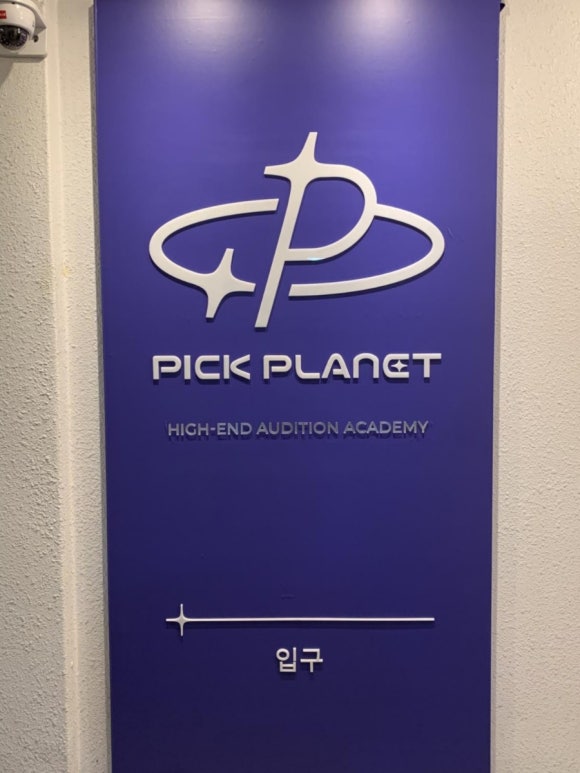 PICK PLANET
HIGH-END AUDITION ACADEMY
입구